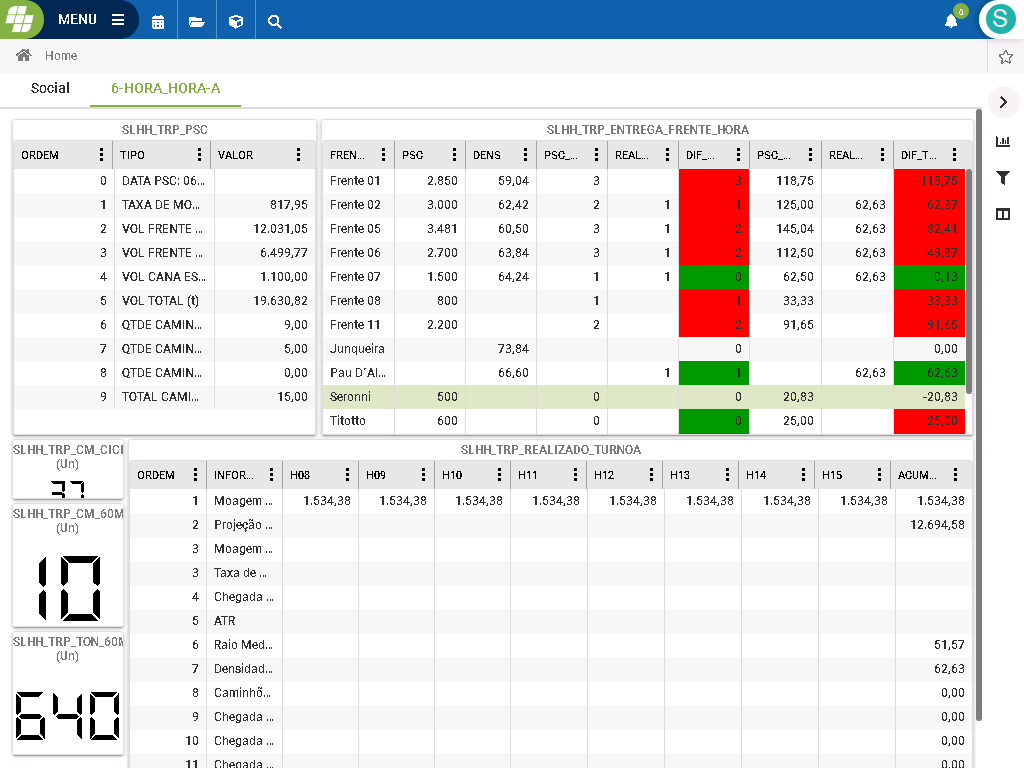 MENU
0
S
Home
Social 6-HORA_HORA-A
SLHH_TRP_PSC
ORDEM TIPO VALOR
0 DATA PSC: 06...
1 TAXA DE MO... 817,95
2 VOL FRENTE ... 12.031,05
3 VOL FRENTE ... 6.499,77
4 VOL CANA ES... 1.100,00
5 VOL TOTAL (t) 19.630,82
6 QTDE CAMIN... 9,00
7 QTDE CAMIN... 5,00
8 QTDE CAMIN... 0,00
9 TOTAL CAMI... 15,00
SLHH_TRP_ENTREGA_FRENTE_HORA
FREN... PSC DENS PSC_... REAL... DIF_... PSC_... REAL... DIF_T...
Frente 01 2.850 59,04 3 -3 118,75 -118,75
Frente 02 3.000 62,42 2 1 -1 125,00 62,63 -62,37
Frente 05 3.481 60,50 3 1 -2 145,04 62,63 -82,41
Frente 06 2.700 63,84 3 1 -2 112,50 62,63 -49,87
Frente 07 1.500 64,24 1 1 0 62,50 62,63 0,13
Frente 08 800 1 -1 33,33 -33,33
Frente 11 2.200 2 -2 91,65 -91,65
Junqueira 73,84 0 0,00
Pau D´Al... 66,60 1 1 62,63 62,63
Seronni 500 0 0 20,83 -20,83
Titotto 600 0 0 25,00 -25,00
SLHH_TRP_CM_CICL
(Un)
SLHH_TRP_CM_60M
(Un)
10
SLHH_TRP_TON_60M
(Un)
640
SLHH_TRP_REALIZADO_TURNOA
ORDEM INFOR... H08 H09 H10 H11 H12 H13 H14 H15 ACUM...
1 Moagem ... 1.534,38 1.534,38 1.534,38 1.534,38 1.534,38 1.534,38 1.534,38 1.534,38 1.534,38
2 Projeção ... 12.694,58
3 Moagem ...
3 Taxa de ...
4 Chegada ...
5 ATR
6 Raio Med... 51,57
7 Densidad... 62,63
8 Caminhõ... 0,00
9 Chegada ... 0,00
10 Chegada ... 0,00
11 Chegada ... 0,00